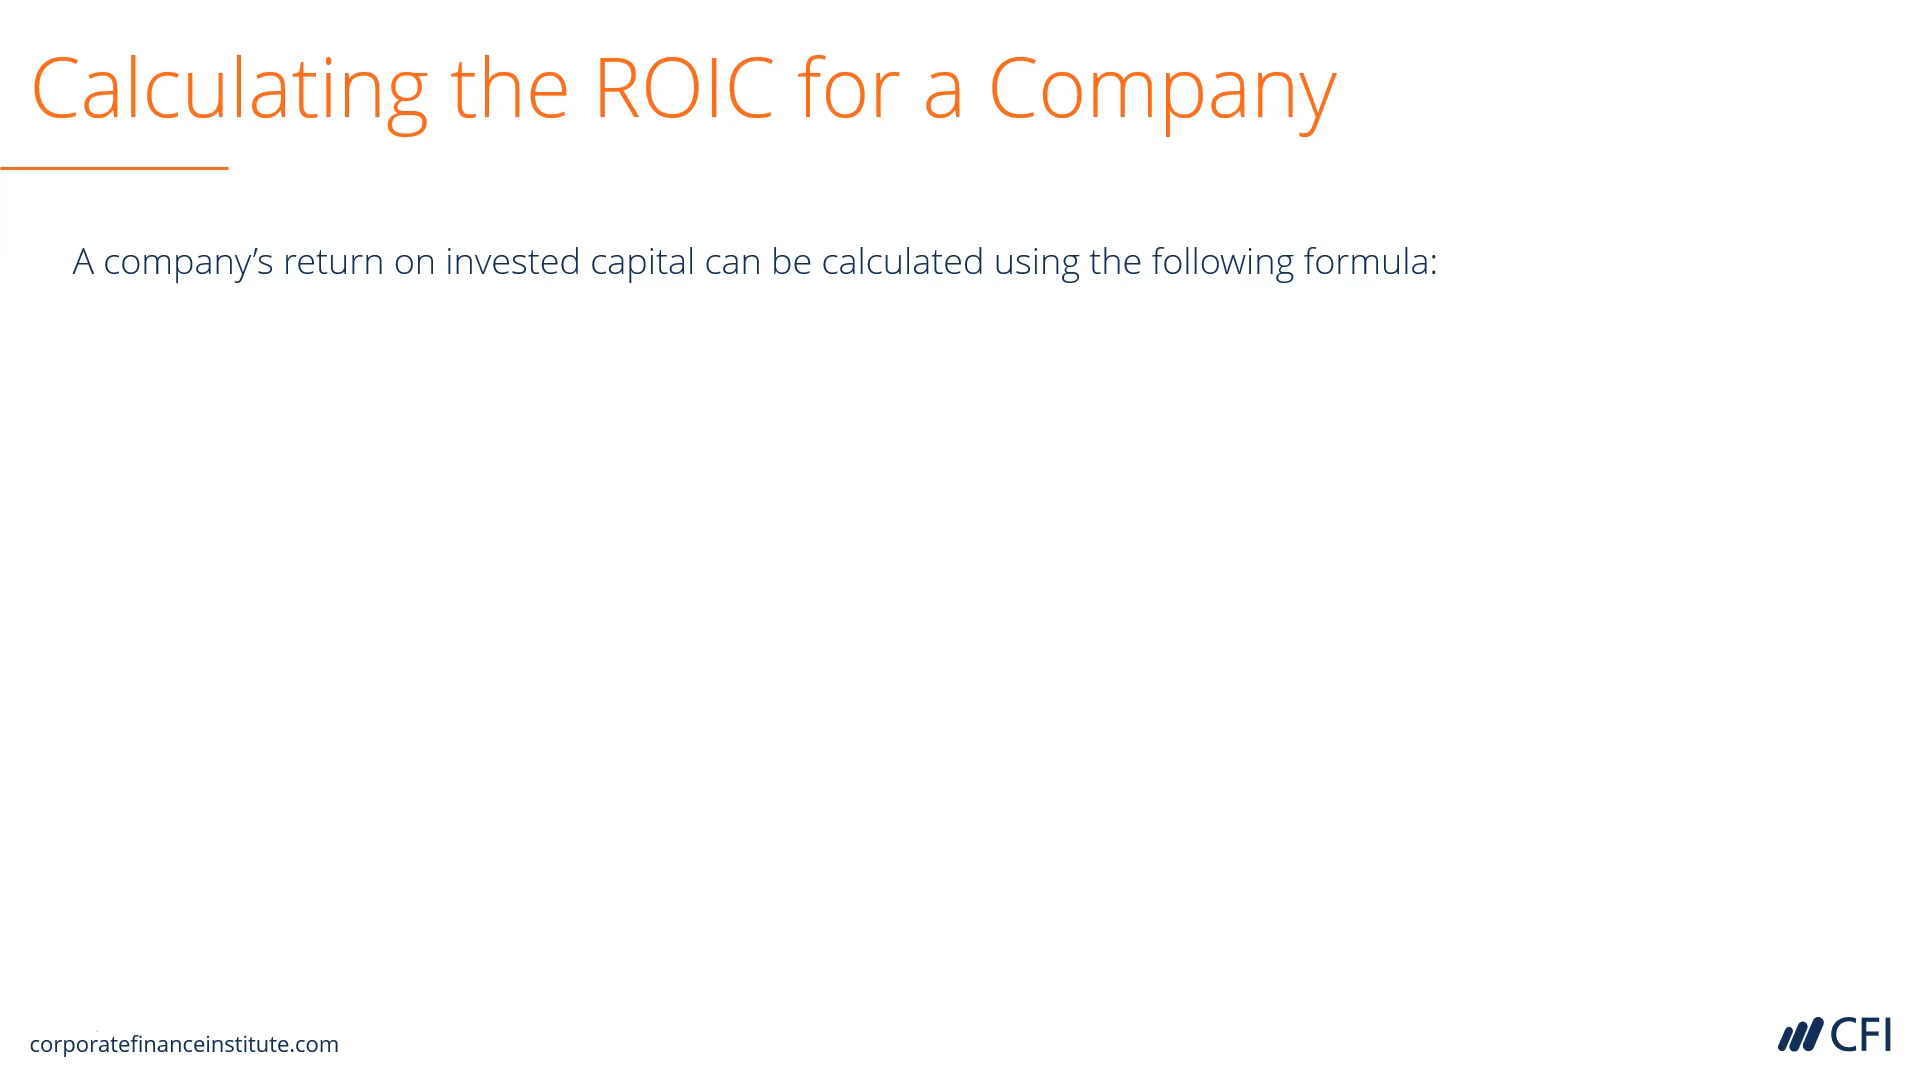 Calculating the ROIC for a Company
A company’s return on invested capital can be calculated using the following formula:
corporatefinanceinstitute.com
CFI